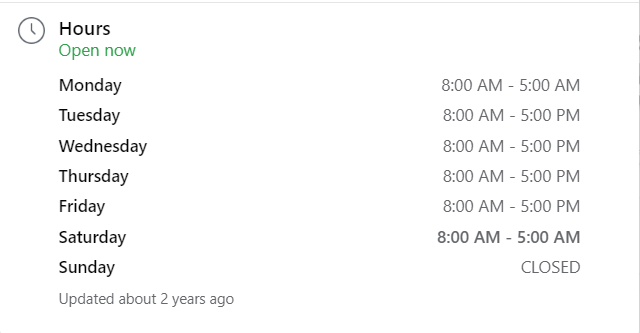 Hours
Open now
Monday 8:00 AM - 5:00 AM
Tuesday 8:00 AM - 5:00 PM
Wednesday 8:00 AM - 5:00 PM
Thursday 8:00 AM - 5:00 PM
Friday 8:00 AM - 5:00 PM
Saturday 8:00 AM - 5:00 AM
Sunday CLOSED
Updated about 2 years ago